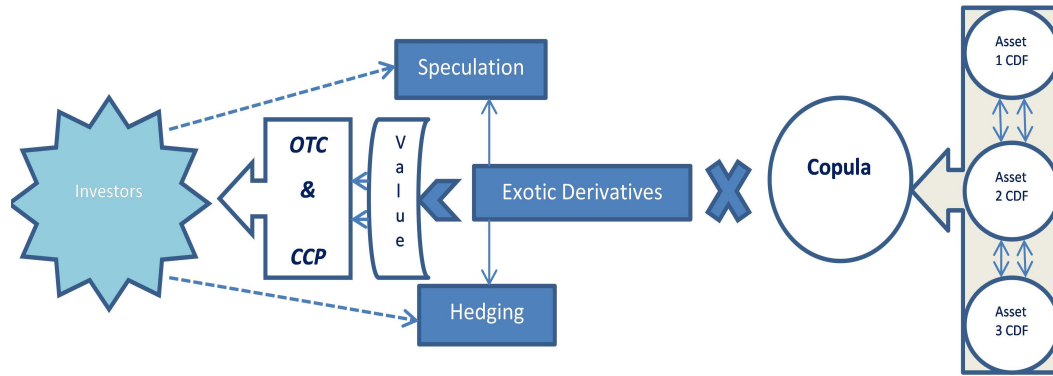 Investors
Speculation
OTC
&
CCP
V
a
l
u
e
Exotic Derivatives
Hedging
Copula
Asset
1 CDF
Asset
2 CDF
Asset
3 CDF